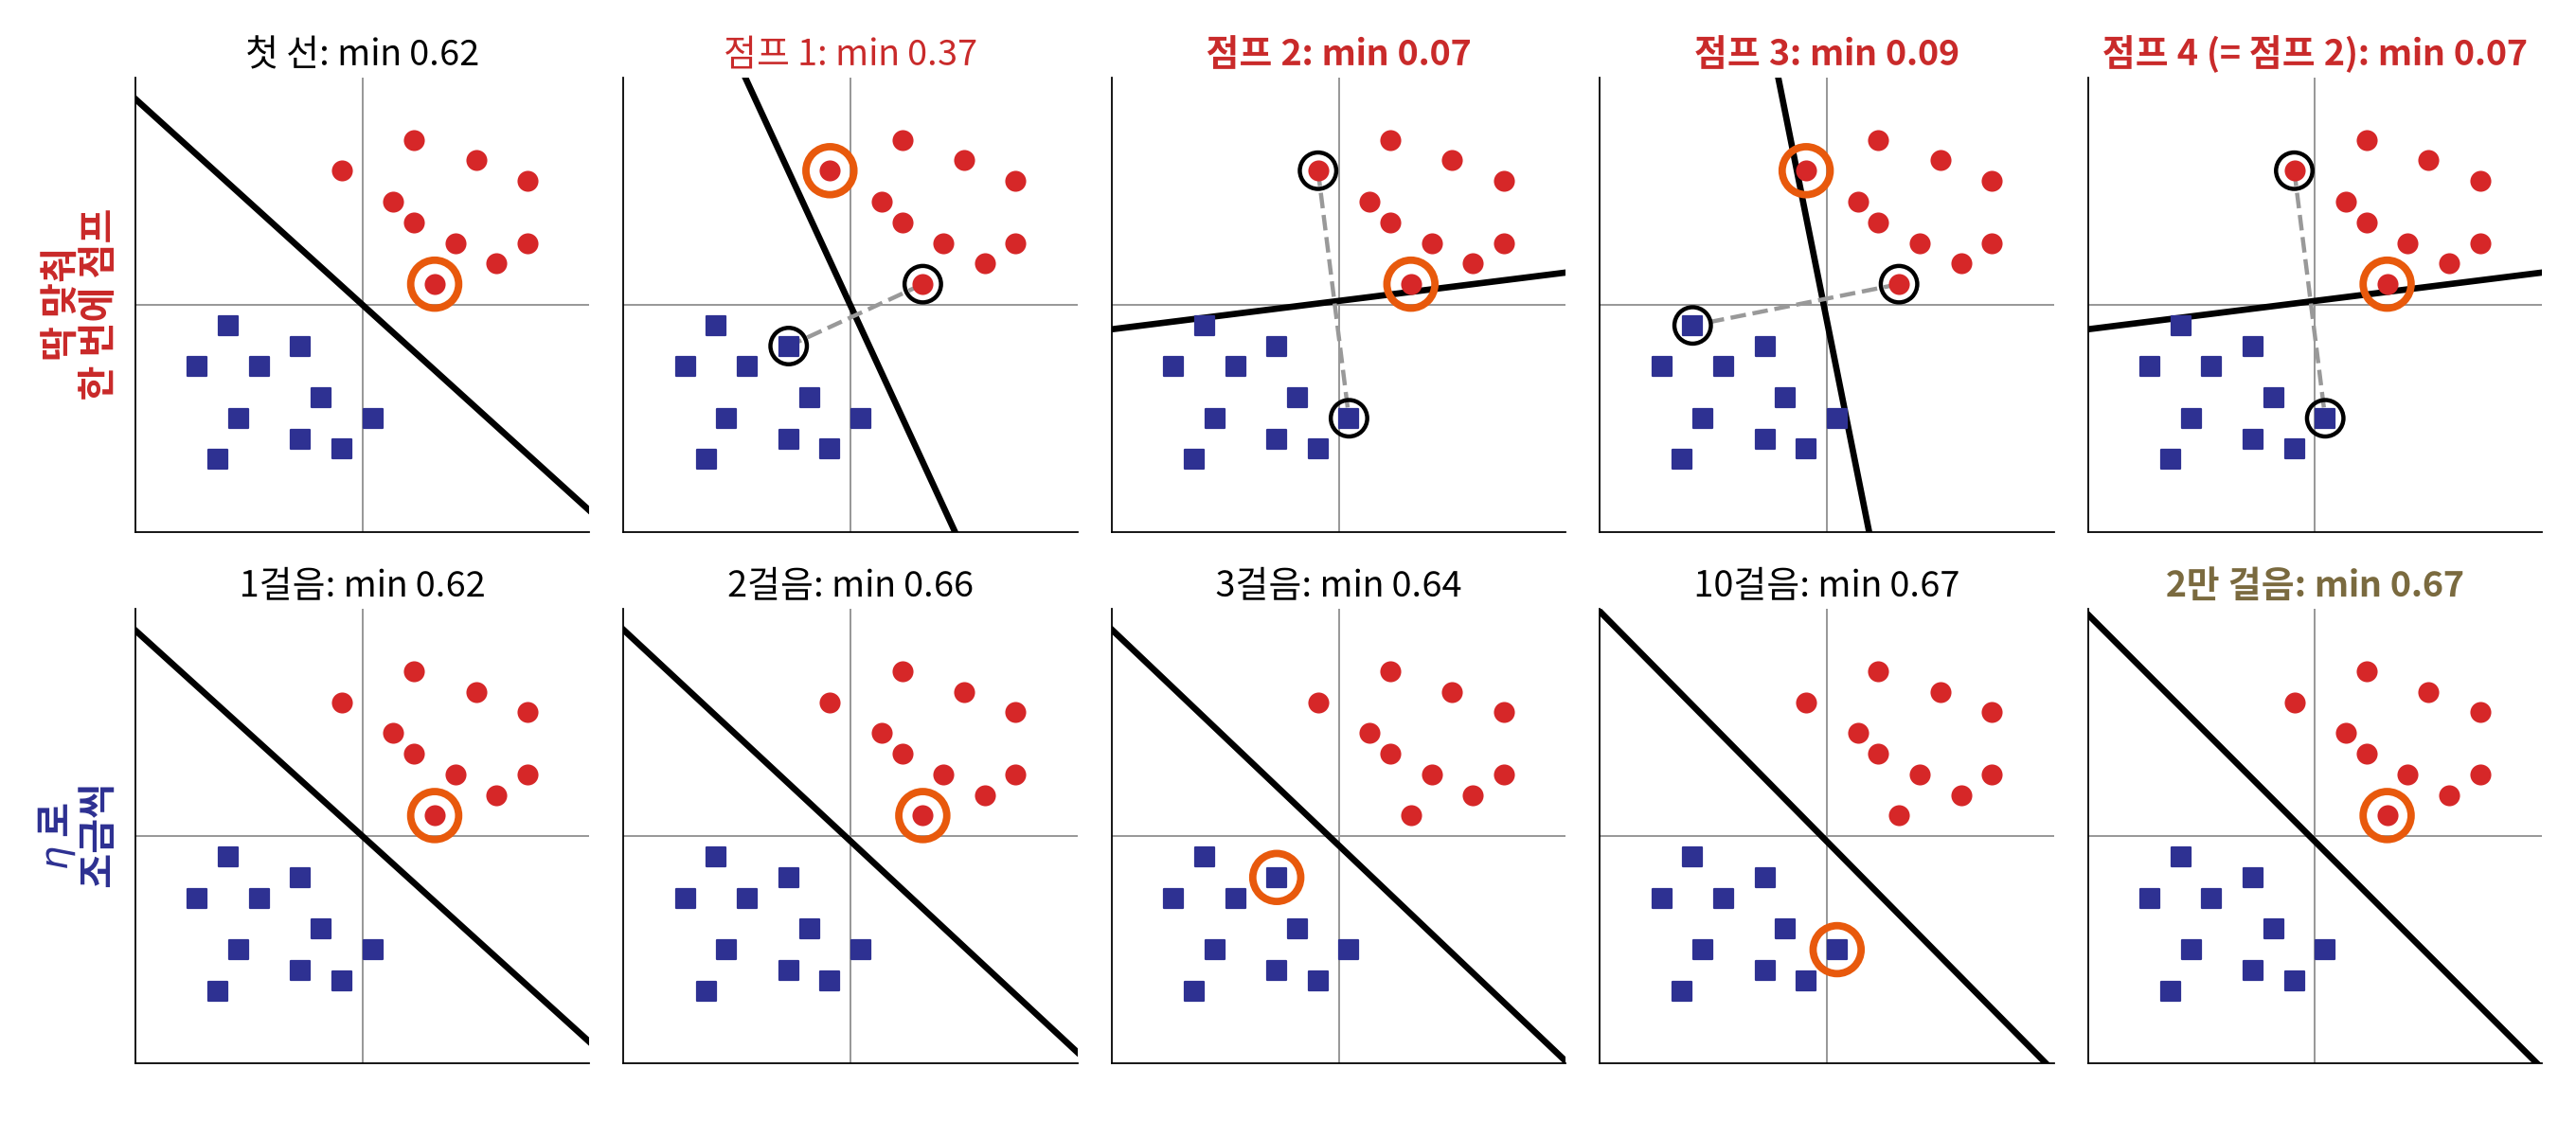 첫 선: min 0.62
점프 1: min 0.37
점프 2: min 0.07
점프 3: min 0.09
점프 4 (= 점프 2): min 0.07
딱 맞춰
한 번에 점프
1걸음: min 0.62
2걸음: min 0.66
3걸음: min 0.64
10걸음: min 0.67
2만 걸음: min 0.67
η로
조금씩